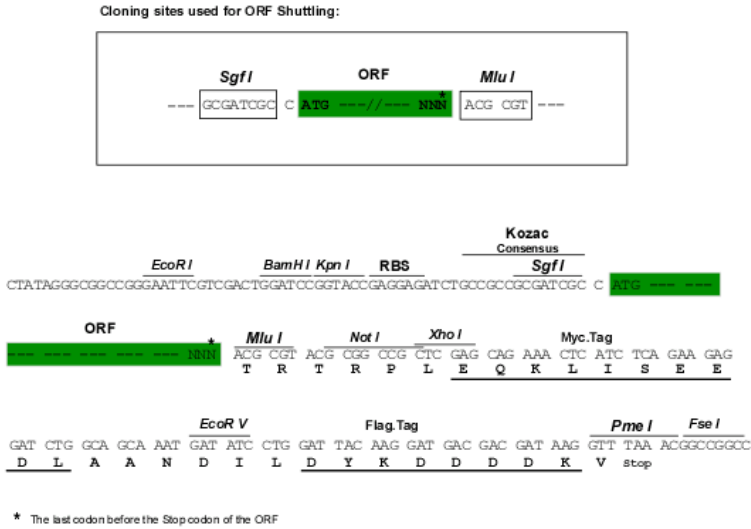 Cloning sites used for ORF Shuttling:
Sgf I ORF Mlu I
*
--- GCGATCGC C ATG ---//--- NNN ACG CGT ---
Kozac
Consensus
EcoR I BamH I Kpn I RBS Sgf I
CTATAGGGCGGCCGGGAATTCGTCGACTGGATCCGGTACCGAGGAGATCTGCCGCCGCGATCGC C ATG --- ---
ORF
* Mlu I Not I Xho I Myc.Tag
--- --- --- --- --- --- NNN ACG CGT ACG CGG CCG CTC GAG CAG AAA CTC ATC TCA GAA GAG
T R T R P L E Q K L I S E E
EcoR V Flag.Tag Pme I Fse I
GAT CTG GCA GCA AAT GAT ATC CTG GAT TAC AAG GAT GAC GAC GAT AAG GTT TAA ACGGCCGGCC
D L A A N D I L D Y K D D D D K V Stop
* The last codon before the Stop codon of the ORF